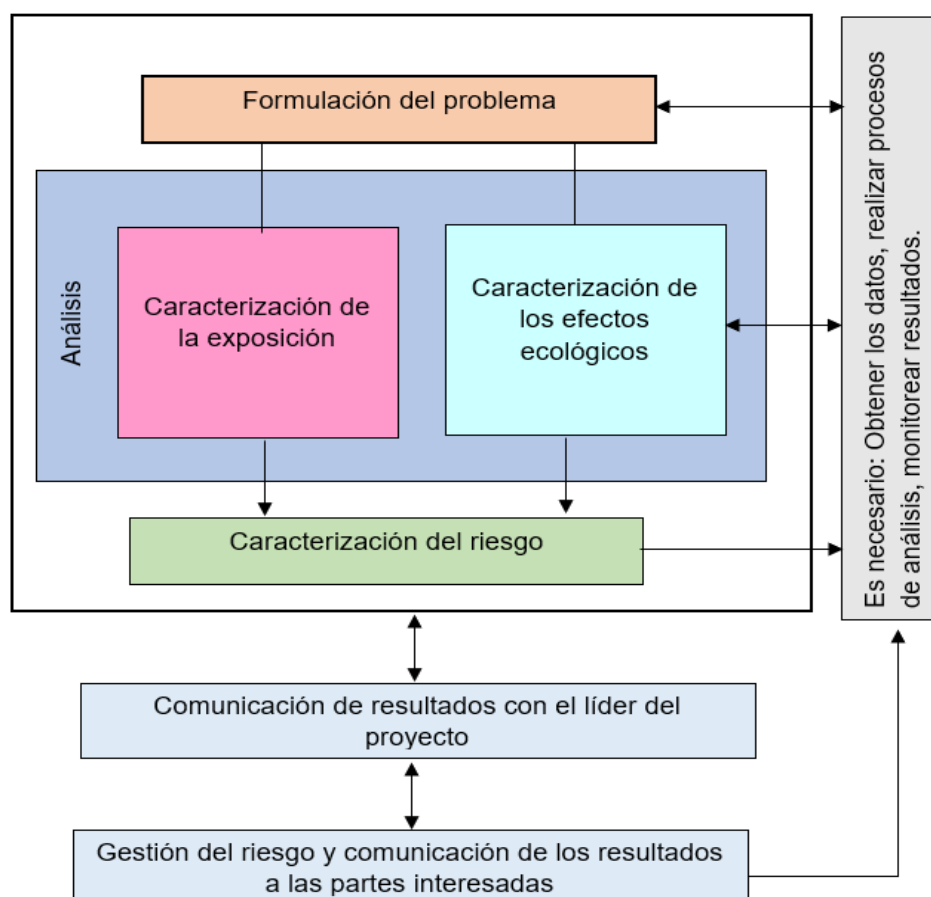 Formulación del problema
Análisis
Caracterización de
la exposición
Caracterización de
los efectos
ecológicos
Caracterización del riesgo
Es necesario: Obtener los datos, realizar procesos
de análisis, monitorear resultados.
Comunicación de resultados con el líder del
proyecto
Gestión del riesgo y comunicación de los resultados
a las partes interesadas